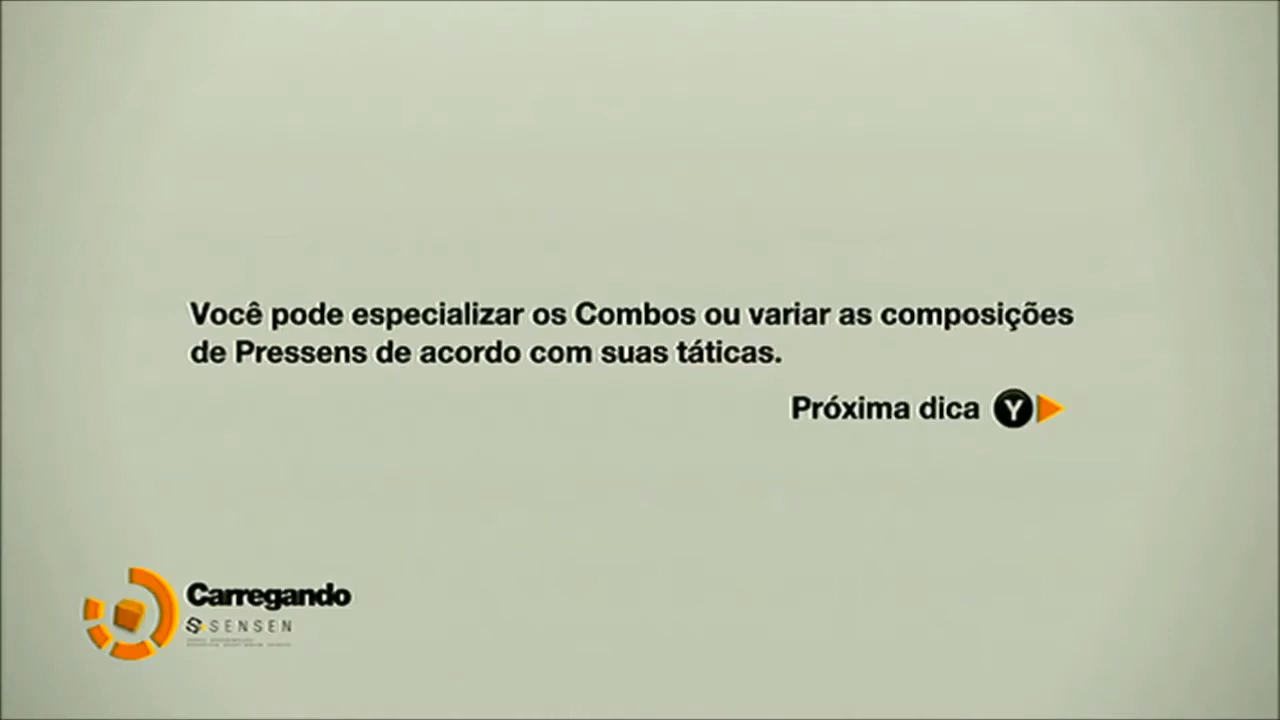 Você pode especializar os Combos ou variar as composições
de Pressens de acordo com suas táticas.
Próxima dica Y
Carregando
SENSEN